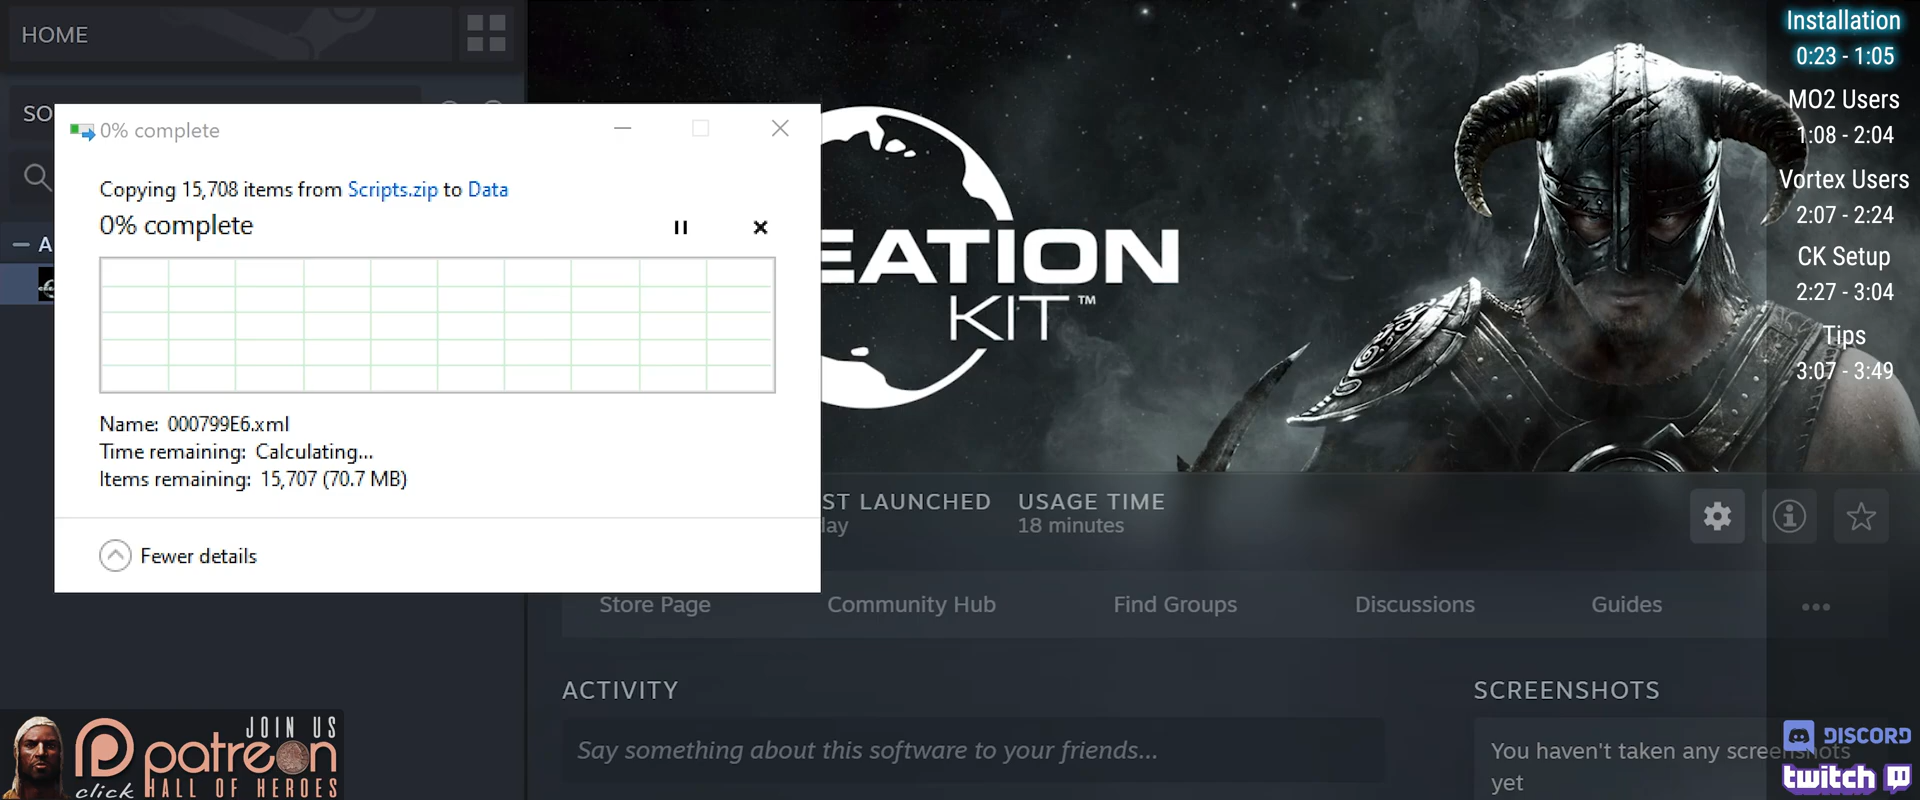 HOME
SO
A
0% complete
Copying 15,708 items from Scripts.zip to Data
0% complete
Name: 000799E6.xml
Time remaining: Calculating...
Items remaining: 15,707 (70.7 MB)
Fewer details
EATION
KIT™
ST LAUNCHED
lay
USAGE TIME
18 minutes
Store Page Community Hub Find Groups Discussions Guides
ACTIVITY
Say something about this software to your friends...
SCREENSHOTS
You haven't taken any screenshots
yet
Installation
0:23 - 1:05
MO2 Users
1:08 - 2:04
Vortex Users
2:07 - 2:24
CK Setup
2:27 - 3:04
Tips
3:07 - 3:49
JOIN US
patreon
click HALL OF HEROES
DISCORD
twitch